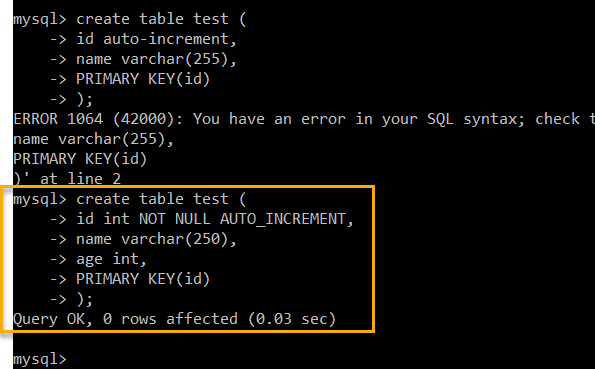 mysql> create table test (
    -> id auto-increment,
    -> name varchar(255),
    -> PRIMARY KEY(id)
    -> );
ERROR 1064 (42000): You have an error in your SQL syntax; check t
name varchar(255),
PRIMARY KEY(id)
)' at line 2
mysql> create table test (
    -> id int NOT NULL AUTO_INCREMENT,
    -> name varchar(250),
    -> age int,
    -> PRIMARY KEY(id)
    -> );
Query OK, 0 rows affected (0.03 sec)
mysql>